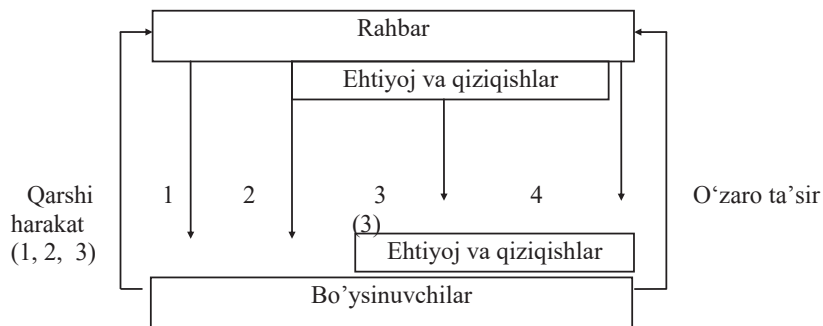 Rahbar
Ehtiyoj va qiziqishlar
Qarshi
harakat
(1, 2, 3)
1
2
3
(3)
4
O‘zaro ta’sir
Ehtiyoj va qiziqishlar
Bo’ysinuvchilar